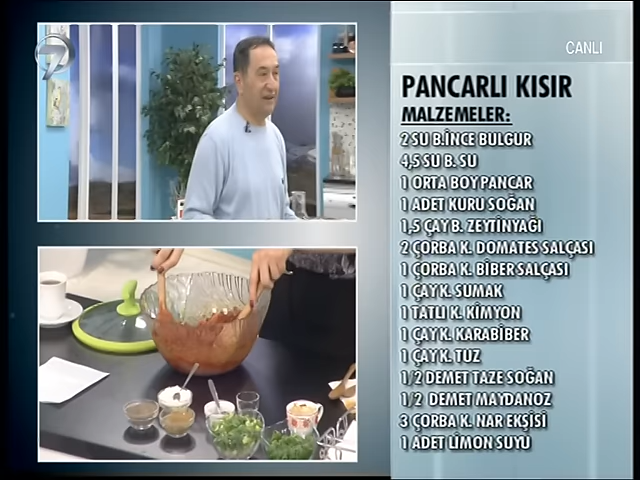 7
CANLI
PANCARLI KISIR
MALZEMELER:
2 SU B.İNCE BULGUR
4,5 SU B. SU
1 ORTA BOY PANCAR
1 ADET KURU SOĞAN
1,5 ÇAY B. ZEYTİNYAĞI
2 ÇORBA K. DOMATES SALÇASI
1 ÇORBA K. BİBER SALÇASI
1 ÇAY K. SUMAK
1 TATLI K. KİMYON
1 ÇAY K. KARABİBER
1 ÇAY K. TUZ
1/2 DEMET TAZE SOĞAN
1/2 DEMET MAYDANOZ
3 ÇORBA K. NAR EKŞİSİ
1 ADET LİMON SUYU